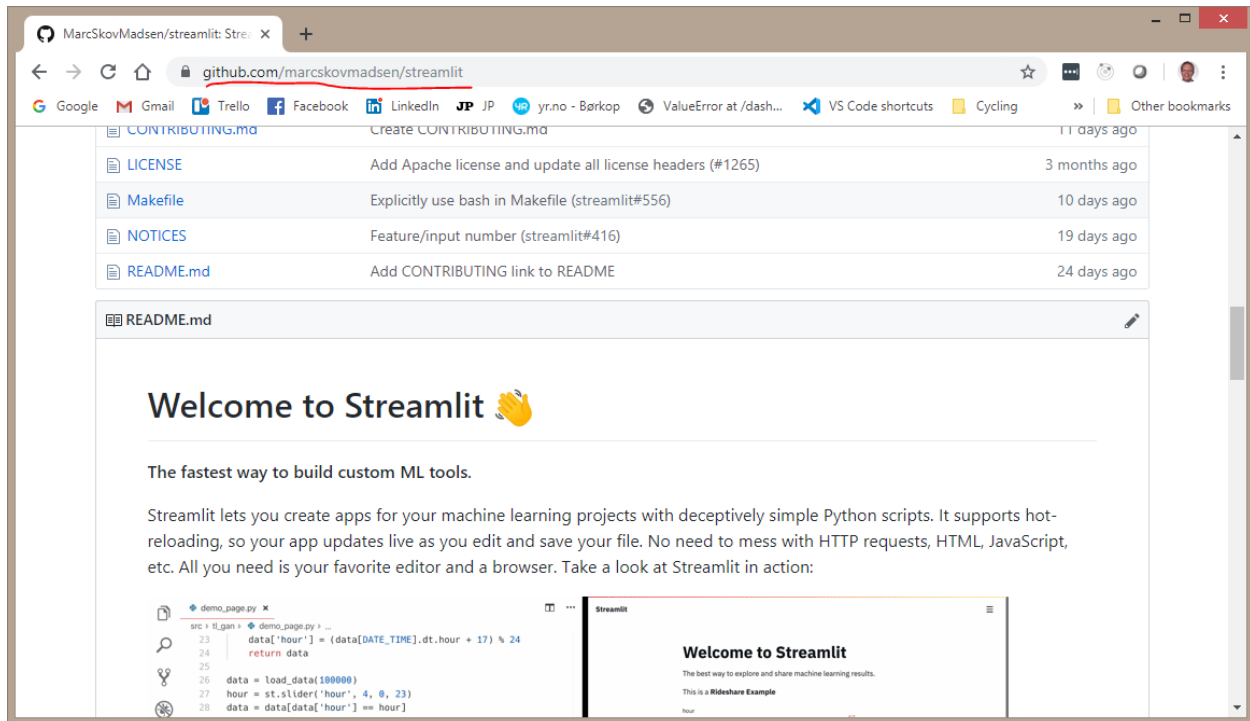 MarcSkovMadsen/streamlit: Stre
github.com/marcskovmadsen/streamlit
Google Gmail Trello Facebook LinkedIn JP JP YR yr.no - Børkop ValueError at /dash... VS Code shortcuts Cycling » Other bookmarks
CONTRIBUTING.md Create CONTRIBUTING.md 11 days ago
LICENSE Add Apache license and update all license headers (#1265) 3 months ago
Makefile Explicitly use bash in Makefile (streamlit#556) 10 days ago
NOTICES Feature/input number (streamlit#416) 19 days ago
README.md Add CONTRIBUTING link to README 24 days ago
README.md
Welcome to Streamlit 👋
The fastest way to build custom ML tools.
Streamlit lets you create apps for your machine learning projects with deceptively simple Python scripts. It supports hot-
reloading, so your app updates live as you edit and save your file. No need to mess with HTTP requests, HTML, JavaScript,
etc. All you need is your favorite editor and a browser. Take a look at Streamlit in action:
demo_page.py
src › tl_gan › demo_page.py › ...
23 data['hour'] = (data[DATE_TIME].dt.hour + 17) % 24
24 return data
25
26 data = load_data(100000)
27 hour = st.slider('hour', 4, 0, 23)
28 data = data[data['hour'] == hour]
Streamlit
Welcome to Streamlit
The best way to explore and share machine learning results.
This is a Rideshare Example
hour